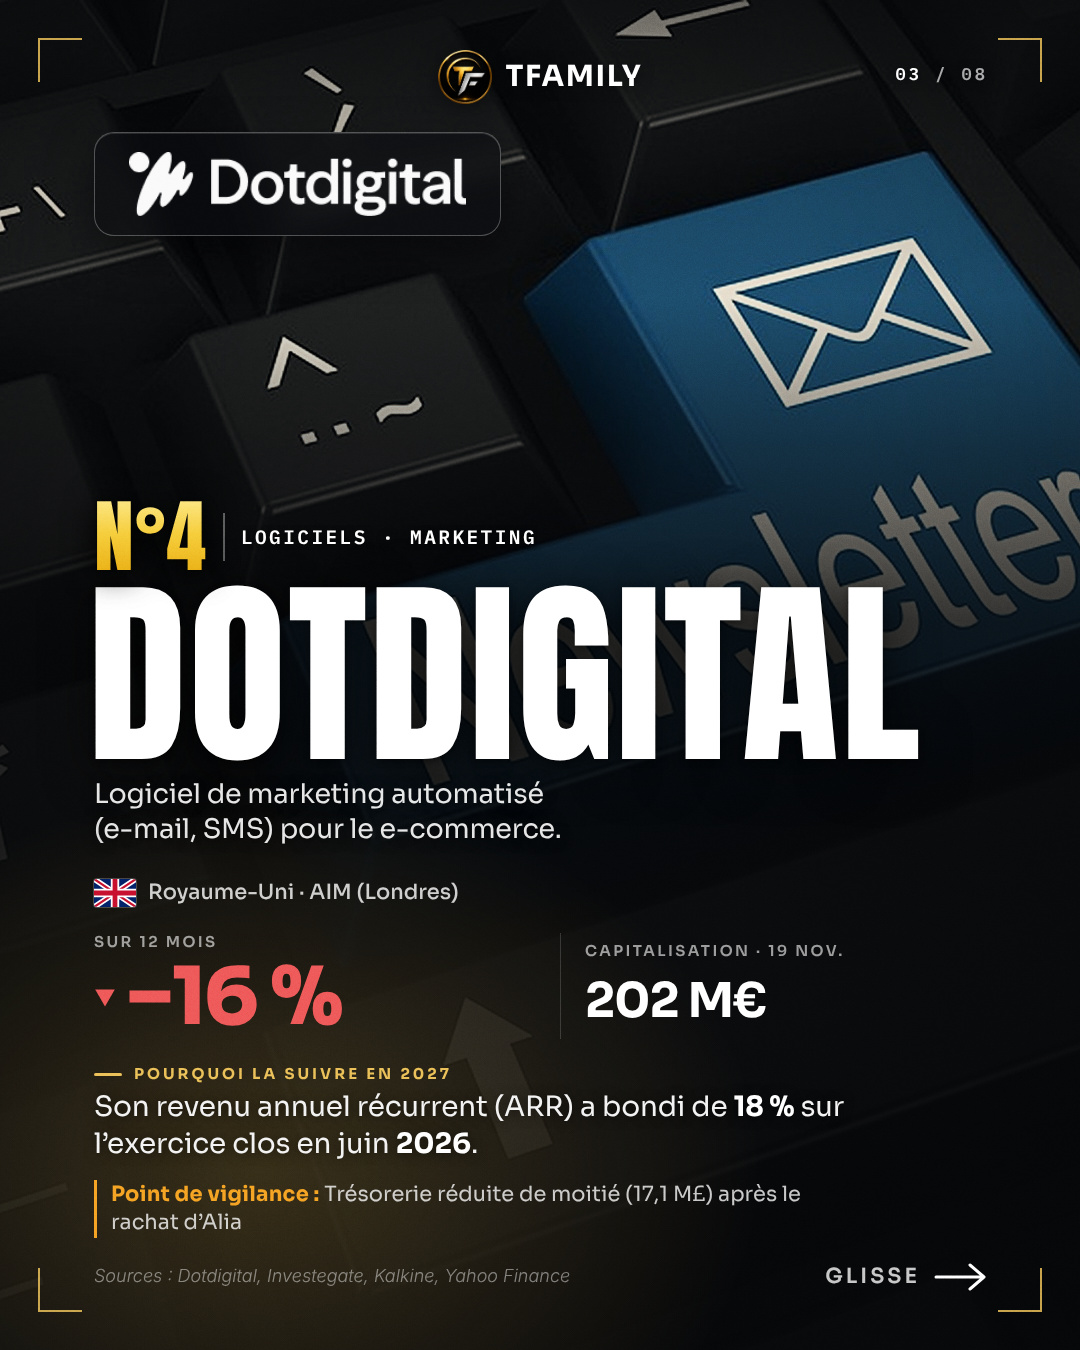 TFAMILY
03 / 08
Dotdigital
Newsletter
N°4
LOGICIELS · MARKETING
DOTDIGITAL
Logiciel de marketing automatisé
(e-mail, SMS) pour le e-commerce.
Royaume-Uni · AIM (Londres)
SUR 12 MOIS
▼ −16 %
CAPITALISATION · 19 NOV.
202 M€
POURQUOI LA SUIVRE EN 2027
Son revenu annuel récurrent (ARR) a bondi de 18 % sur
l’exercice clos en juin 2026.
Point de vigilance : Trésorerie réduite de moitié (17,1 M£) après le
rachat d’Alia
Sources : Dotdigital, Investegate, Kalkine, Yahoo Finance
GLISSE